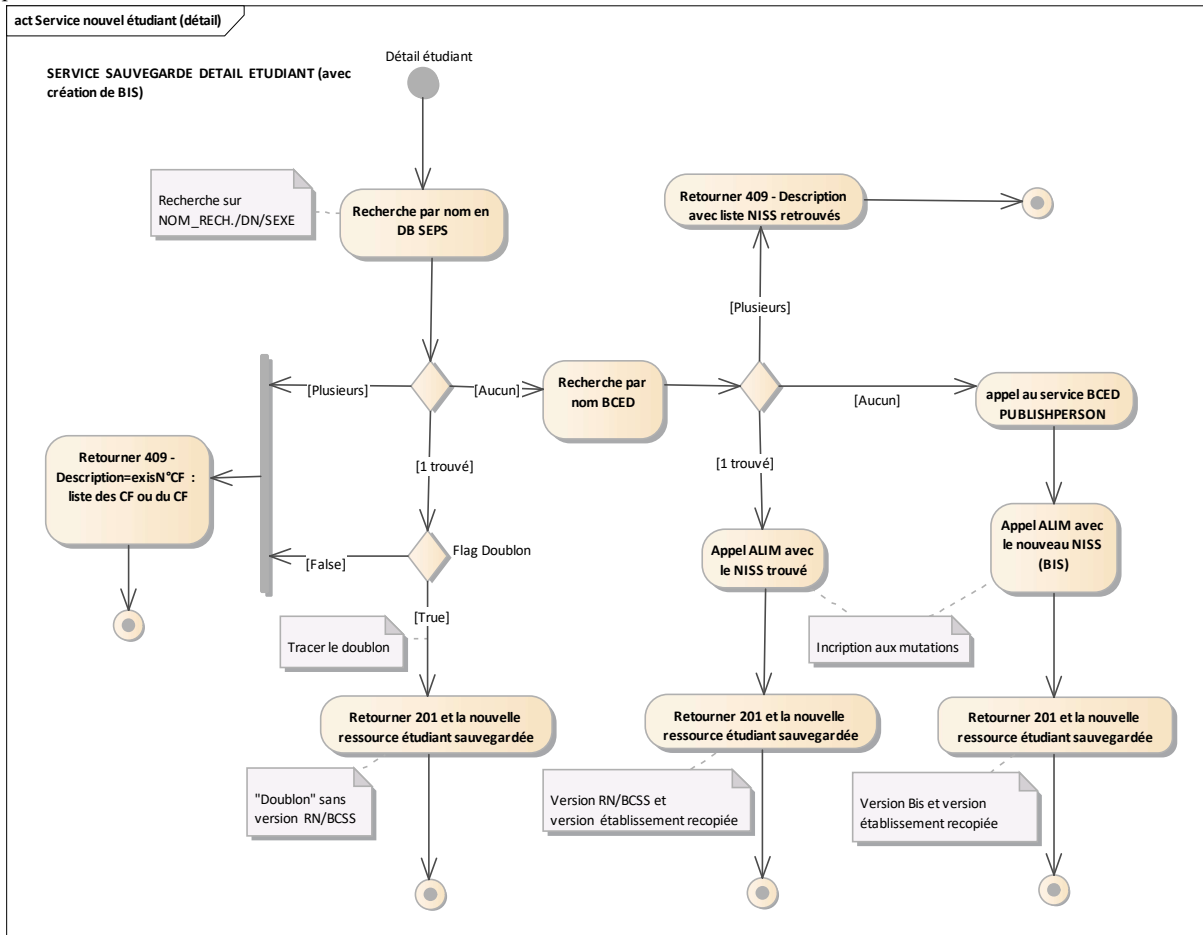 act Service nouvel étudiant (détail)
Détail étudiant
SERVICE SAUVEGARDE DETAIL ETUDIANT (avec
création de BIS)
Recherche sur
NOM_RECH./DN/SEXE
Recherche par nom en
DB SEPS
Retourner 409 - Description
avec liste NISS retrouvés
[Plusieurs]
[Plusieurs]
[Aucun]
Recherche par
nom BCED
[Aucun]
appel au service BCED
PUBLISHPERSON
Retourner 409 -
Description=exisN°CF :
liste des CF ou du CF
[1 trouvé]
[1 trouvé]
Flag Doublon
[False]
[True]
Appel ALIM avec
le NISS trouvé
Appel ALIM avec
le nouveau NISS
(BIS)
Tracer le doublon
Incription aux mutations
Retourner 201 et la nouvelle
ressource étudiant sauvegardée
Retourner 201 et la nouvelle
ressource étudiant sauvegardée
Retourner 201 et la nouvelle
ressource étudiant sauvegardée
"Doublon" sans
version RN/BCSS
Version RN/BCSS et
version établissement recopiée
Version Bis et version
établissement recopiée